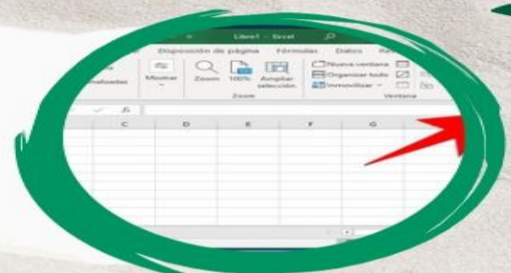 Libro1 - Excel
Disposición de página Fórmulas Datos
Mostrar Zoom 100% Ampliar selección
Nueva ventana
Organizar todo
Inmovilizar
Zoom Ventana
fx
C D E F G